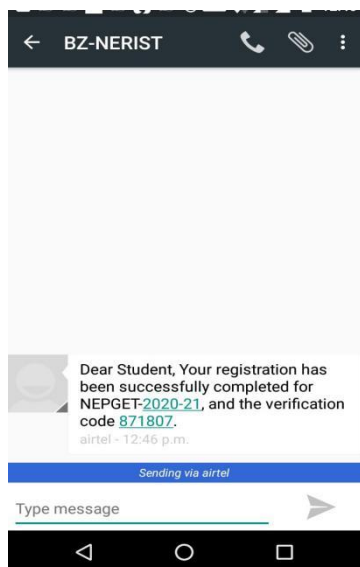 BZ-NERIST
Dear Student, Your registration has
been successfully completed for
NEPGET-2020-21, and the verification
code 871807.
airtel - 12:46 p.m.
Sending via airtel
Type message